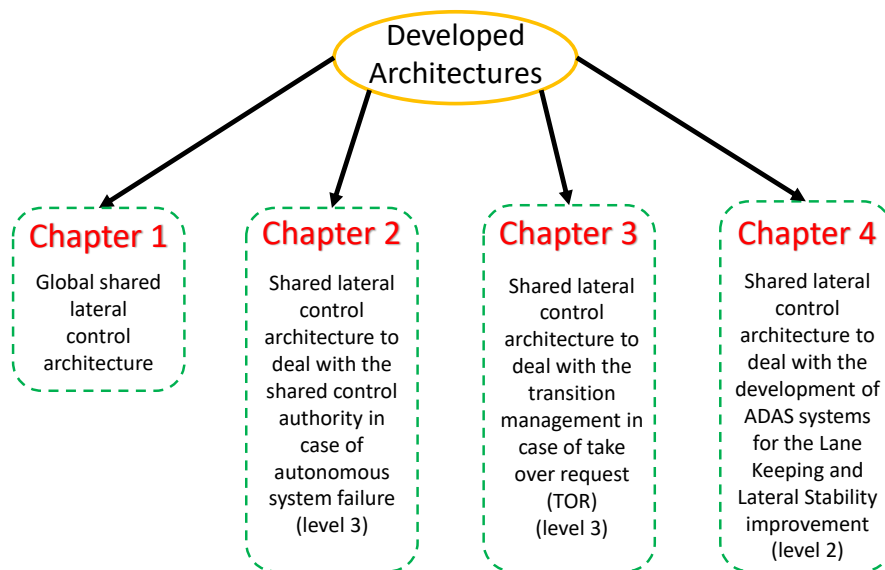 Developed
Architectures
Chapter 1
Global shared
lateral
control
architecture
Chapter 2
Shared lateral
control
architecture to
deal with the
shared control
authority in
case of
autonomous
system failure
(level 3)
Chapter 3
Shared lateral
control
architecture to
deal with the
transition
management in
case of take
over request
(TOR)
(level 3)
Chapter 4
Shared lateral
control
architecture to
deal with the
development of
ADAS systems
for the Lane
Keeping and
Lateral Stability
improvement
(level 2)